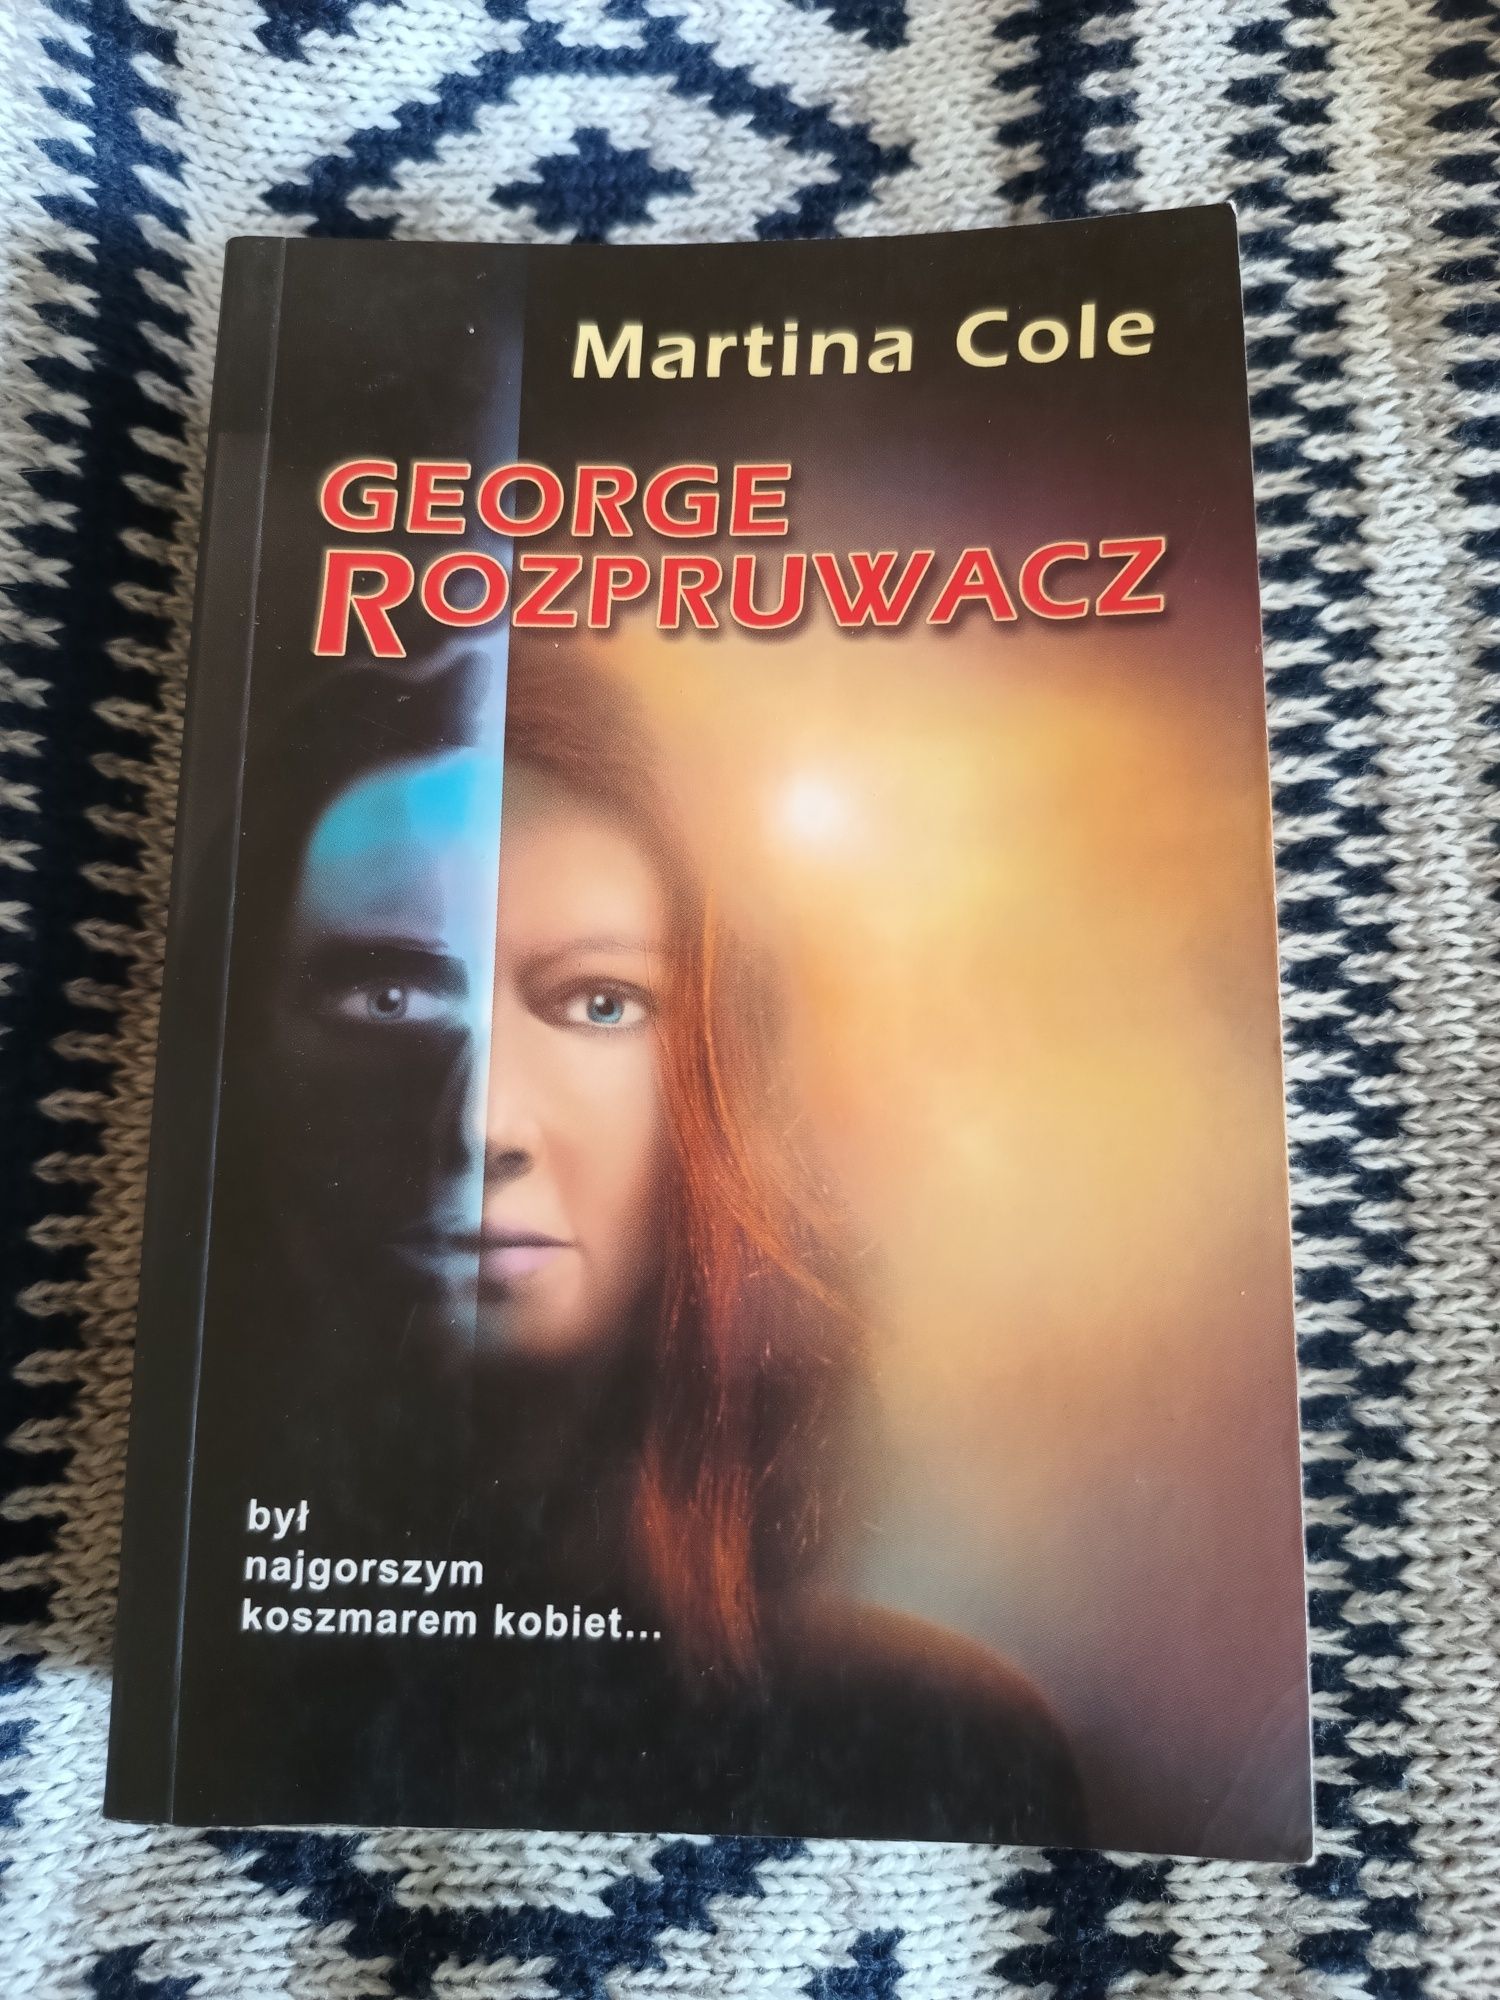 Martina Cole
GEORGE
ROZPRUWACZ
był
najgorszym
koszmarem kobiet...